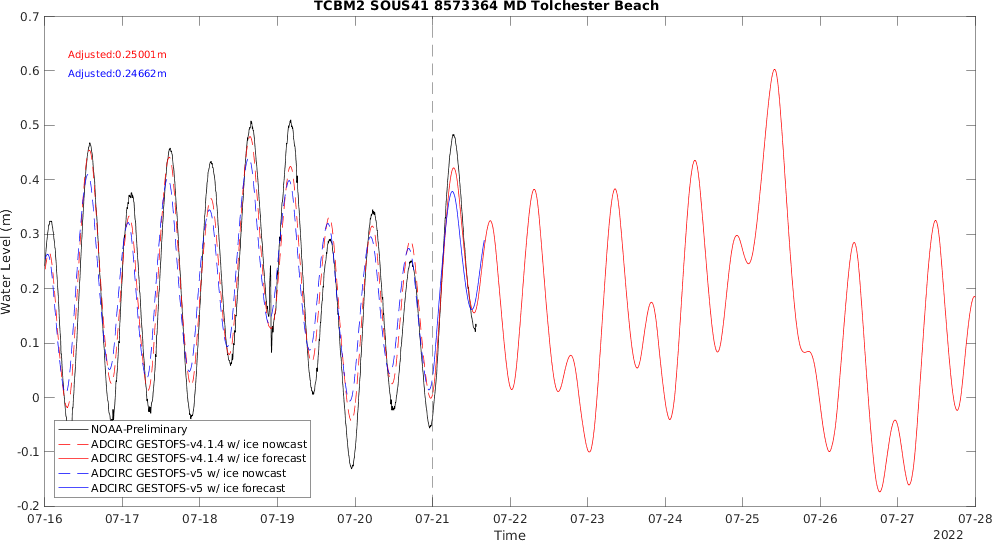 TCBM2 SOUS41 8573364 MD Tolchester Beach
Adjusted:0.25001m
Adjusted:0.24662m
Water Level (m)
0.7
0.6
0.5
0.4
0.3
0.2
0.1
0
-0.1
-0.2
NOAA-Preliminary
ADCIRC GESTOFS-v4.1.4 w/ ice nowcast
ADCIRC GESTOFS-v4.1.4 w/ ice forecast
ADCIRC GESTOFS-v5 w/ ice nowcast
ADCIRC GESTOFS-v5 w/ ice forecast
07-16 07-17 07-18 07-19 07-20 07-21 07-22 07-23 07-24 07-25 07-26 07-27 07-28
Time
2022